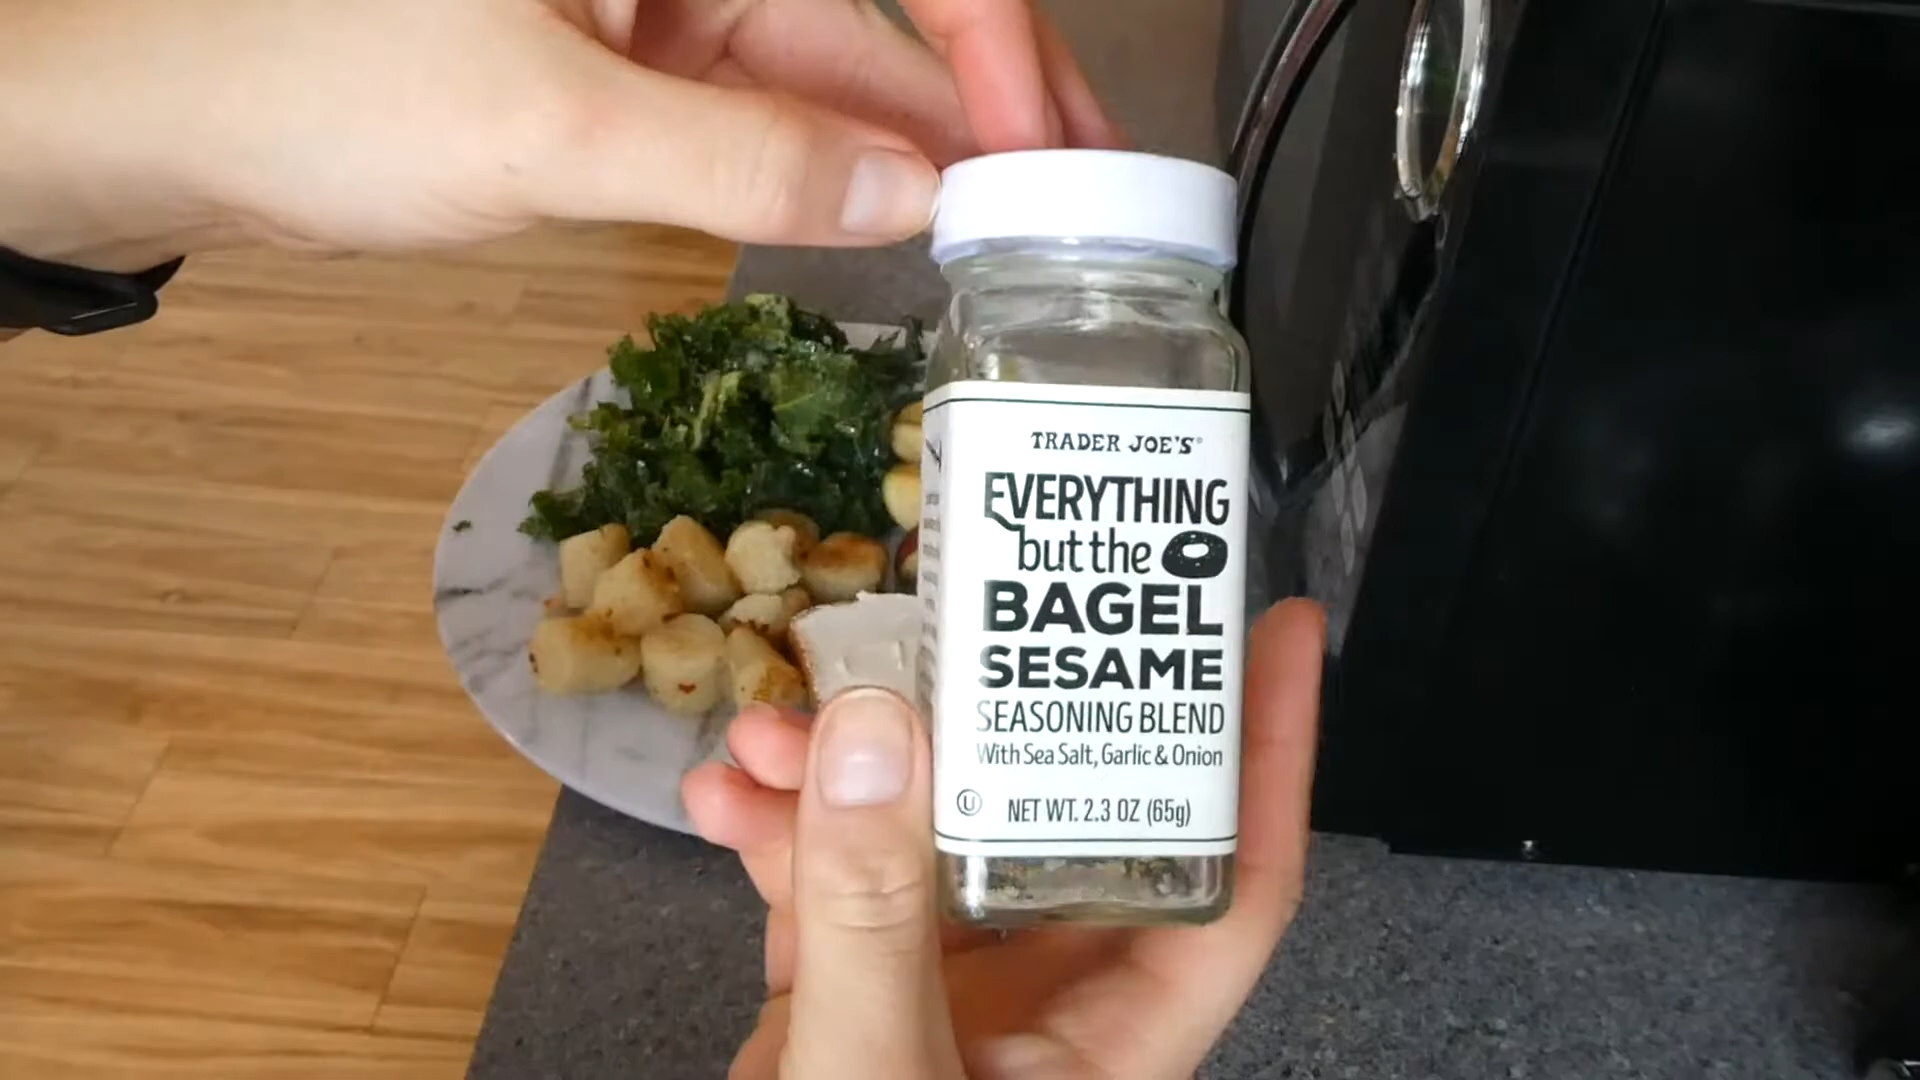 TRADER JOE'S®
EVERYTHING
but the
BAGEL
SESAME
SEASONING BLEND
With Sea Salt, Garlic & Onion
U
NET WT. 2.3 OZ (65g)